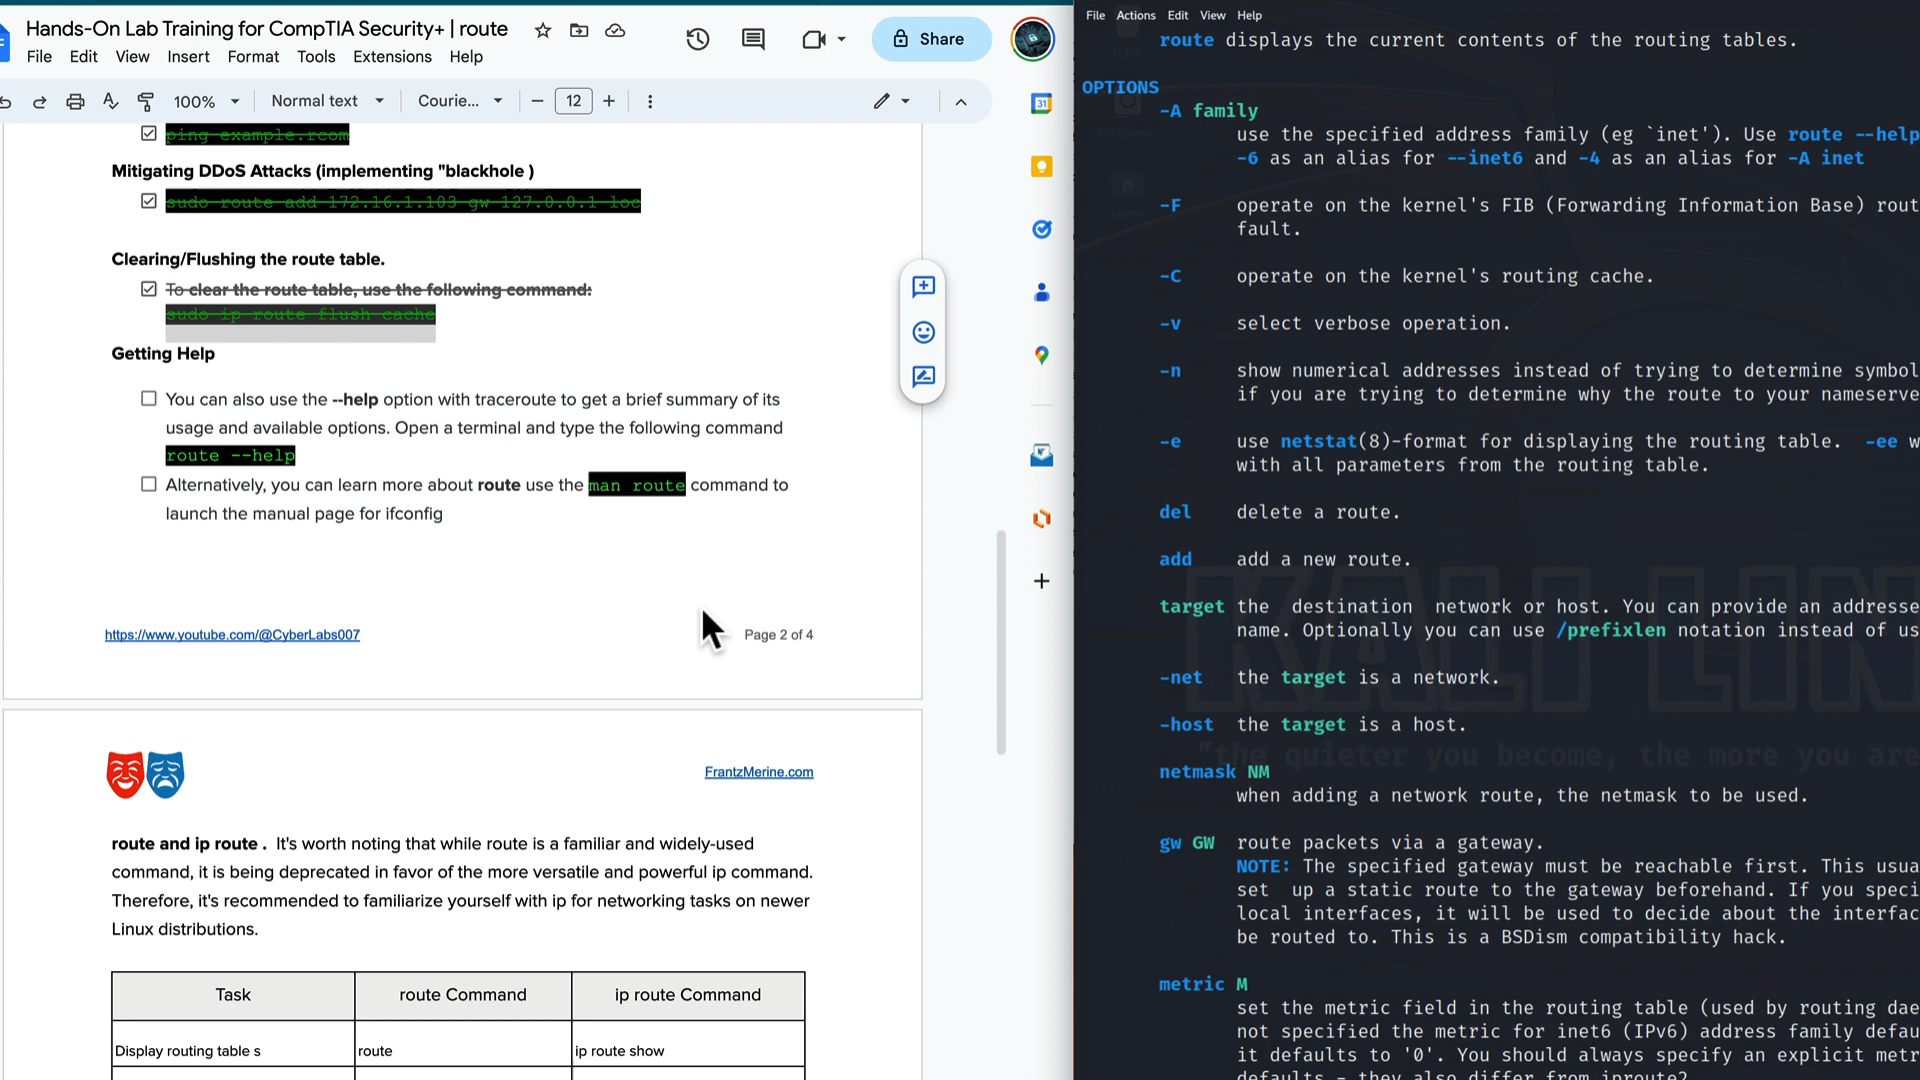 Hands-On Lab Training for CompTIA Security+ | route
File Edit View Insert Format Tools Extensions Help
Share
100% Normal text Courie... 12
ping example.rcom
Mitigating DDoS Attacks (implementing "blackhole )
sudo route add 172.16.1.103 gw 127.0.0.1 loc
Clearing/Flushing the route table.
To clear the route table, use the following command:
sudo ip route flush cache
Getting Help
You can also use the --help option with traceroute to get a brief summary of its
usage and available options. Open a terminal and type the following command
route --help
Alternatively, you can learn more about route use the man route command to
launch the manual page for ifconfig
https://www.youtube.com/@CyberLabs007 Page 2 of 4
FrantzMerine.com
route and ip route . It's worth noting that while route is a familiar and widely-used
command, it is being deprecated in favor of the more versatile and powerful ip command.
Therefore, it's recommended to familiarize yourself with ip for networking tasks on newer
Linux distributions.
Task route Command ip route Command
Display routing table s route ip route show
31
File Actions Edit View Help
route displays the current contents of the routing tables.
OPTIONS
-A family
use the specified address family (eg `inet'). Use route --help
-6 as an alias for --inet6 and -4 as an alias for -A inet
-F operate on the kernel's FIB (Forwarding Information Base) rout
fault.
-C operate on the kernel's routing cache.
-v select verbose operation.
-n show numerical addresses instead of trying to determine symbol
if you are trying to determine why the route to your nameserve
-e use netstat(8)-format for displaying the routing table. -ee w
with all parameters from the routing table.
del delete a route.
add add a new route.
target the destination network or host. You can provide an addresse
name. Optionally you can use /prefixlen notation instead of us
-net the target is a network.
-host the target is a host.
"the quieter you become, the more you are
netmask NM
when adding a network route, the netmask to be used.
gw GW route packets via a gateway.
NOTE: The specified gateway must be reachable first. This usua
set up a static route to the gateway beforehand. If you speci
local interfaces, it will be used to decide about the interfac
be routed to. This is a BSDism compatibility hack.
metric M
set the metric field in the routing table (used by routing dae
not specified the metric for inet6 (IPv6) address family defau
it defaults to '0'. You should always specify an explicit metr
defaults - they also differ from iproute2
KALI LIN